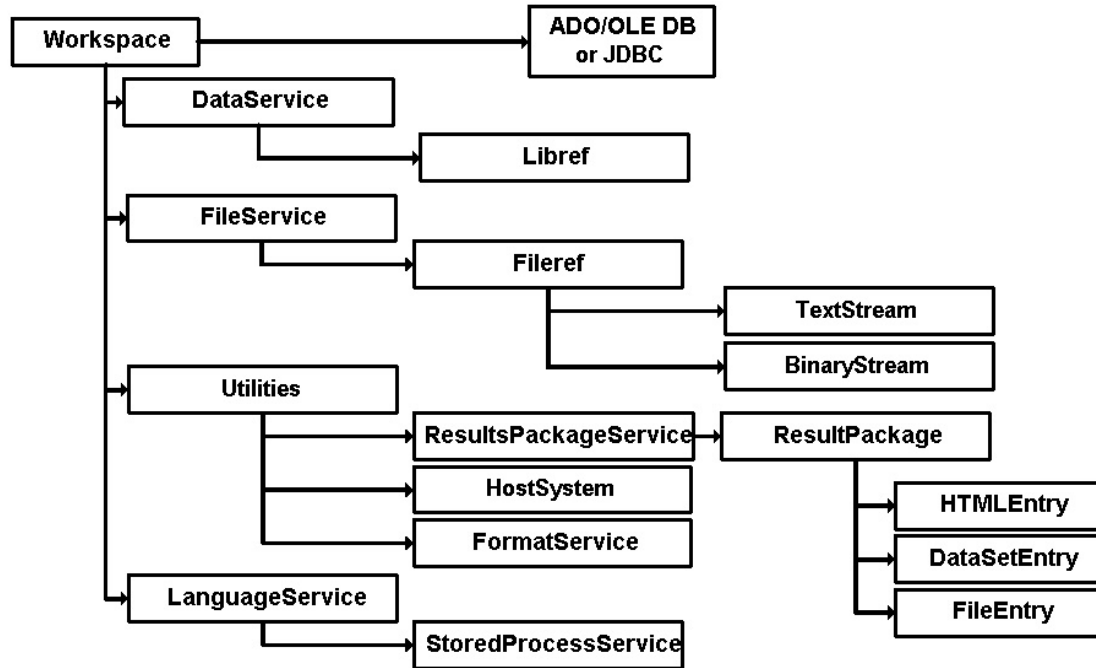 Workspace
ADO/OLE DB
or JDBC
DataService
Libref
FileService
Fileref
TextStream
BinaryStream
Utilities
ResultsPackageService
ResultPackage
HostSystem
HTMLEntry
FormatService
DataSetEntry
LanguageService
FileEntry
StoredProcessService